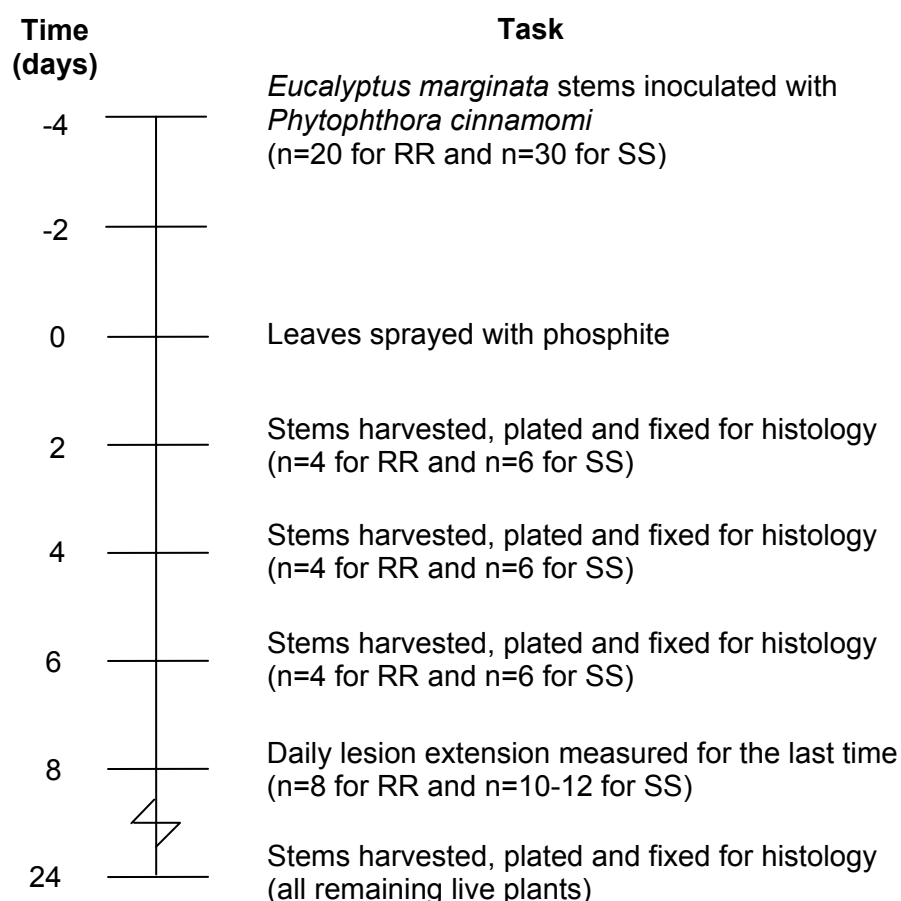 Time
(days)
Task
-4
Eucalyptus marginata stems inoculated with
Phytophthora cinnamomi
(n=20 for RR and n=30 for SS)
-2
0
Leaves sprayed with phosphite
2
Stems harvested, plated and fixed for histology
(n=4 for RR and n=6 for SS)
4
Stems harvested, plated and fixed for histology
(n=4 for RR and n=6 for SS)
6
Stems harvested, plated and fixed for histology
(n=4 for RR and n=6 for SS)
8
Daily lesion extension measured for the last time
(n=8 for RR and n=10-12 for SS)
24
Stems harvested, plated and fixed for histology
(all remaining live plants)